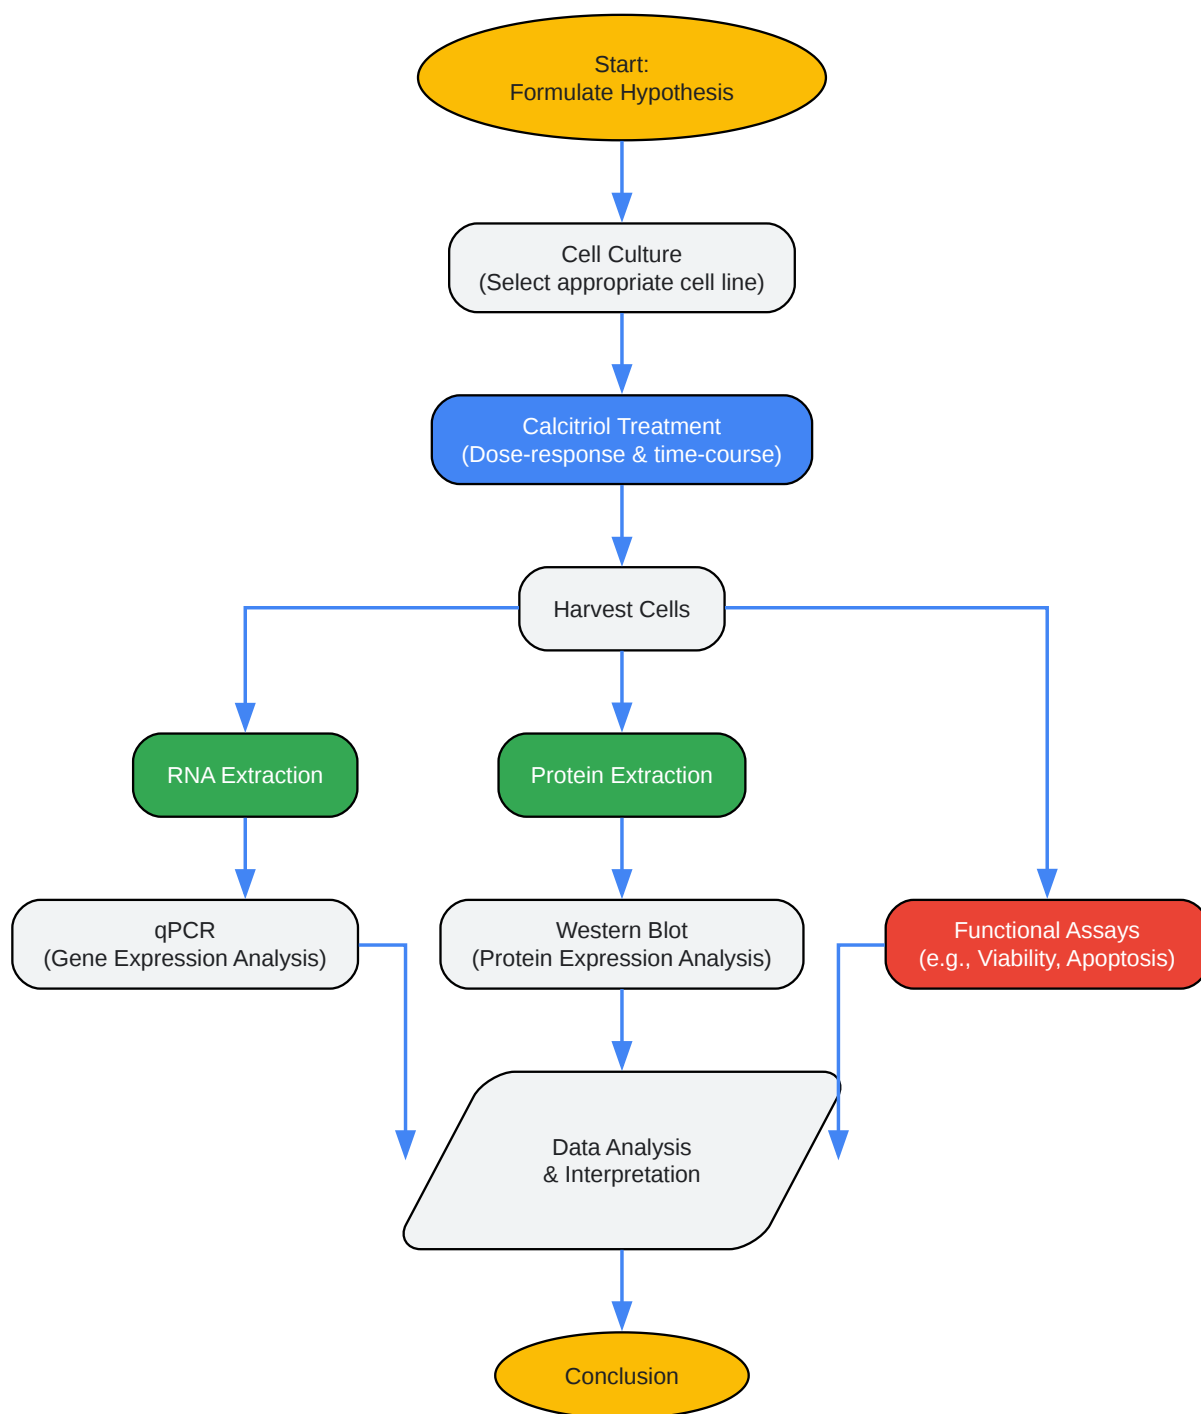 Start:
Formulate Hypothesis
Cell Culture
(Select appropriate cell line)
Calcitriol Treatment
(Dose-response & time-course)
Harvest Cells
RNA Extraction
Protein Extraction
qPCR
(Gene Expression Analysis)
Western Blot
(Protein Expression Analysis)
Functional Assays
(e.g., Viability, Apoptosis)
Data Analysis
& Interpretation
Conclusion